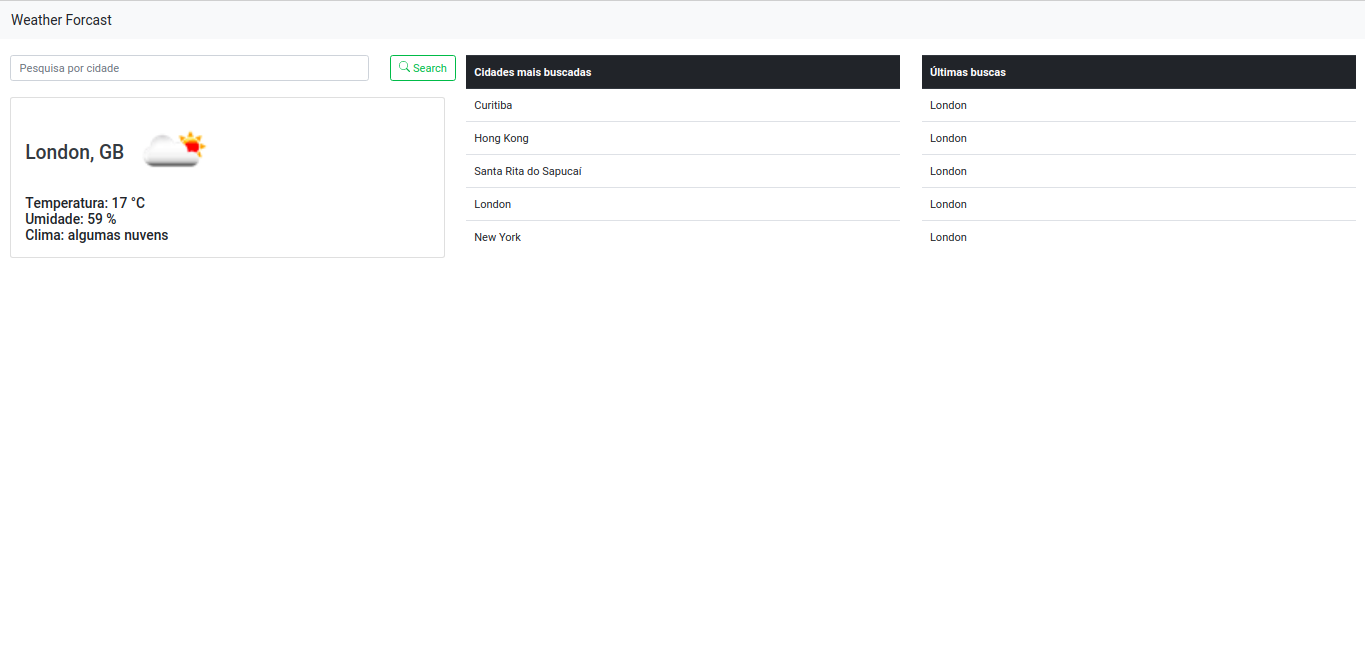 Weather Forcast
Pesquisa por cidade
Search
London, GB
Temperatura: 17 °C
Umidade: 59 %
Clima: algumas nuvens
Cidades mais buscadas
Curitiba
Hong Kong
Santa Rita do Sapucaí
London
New York
Últimas buscas
London
London
London
London
London